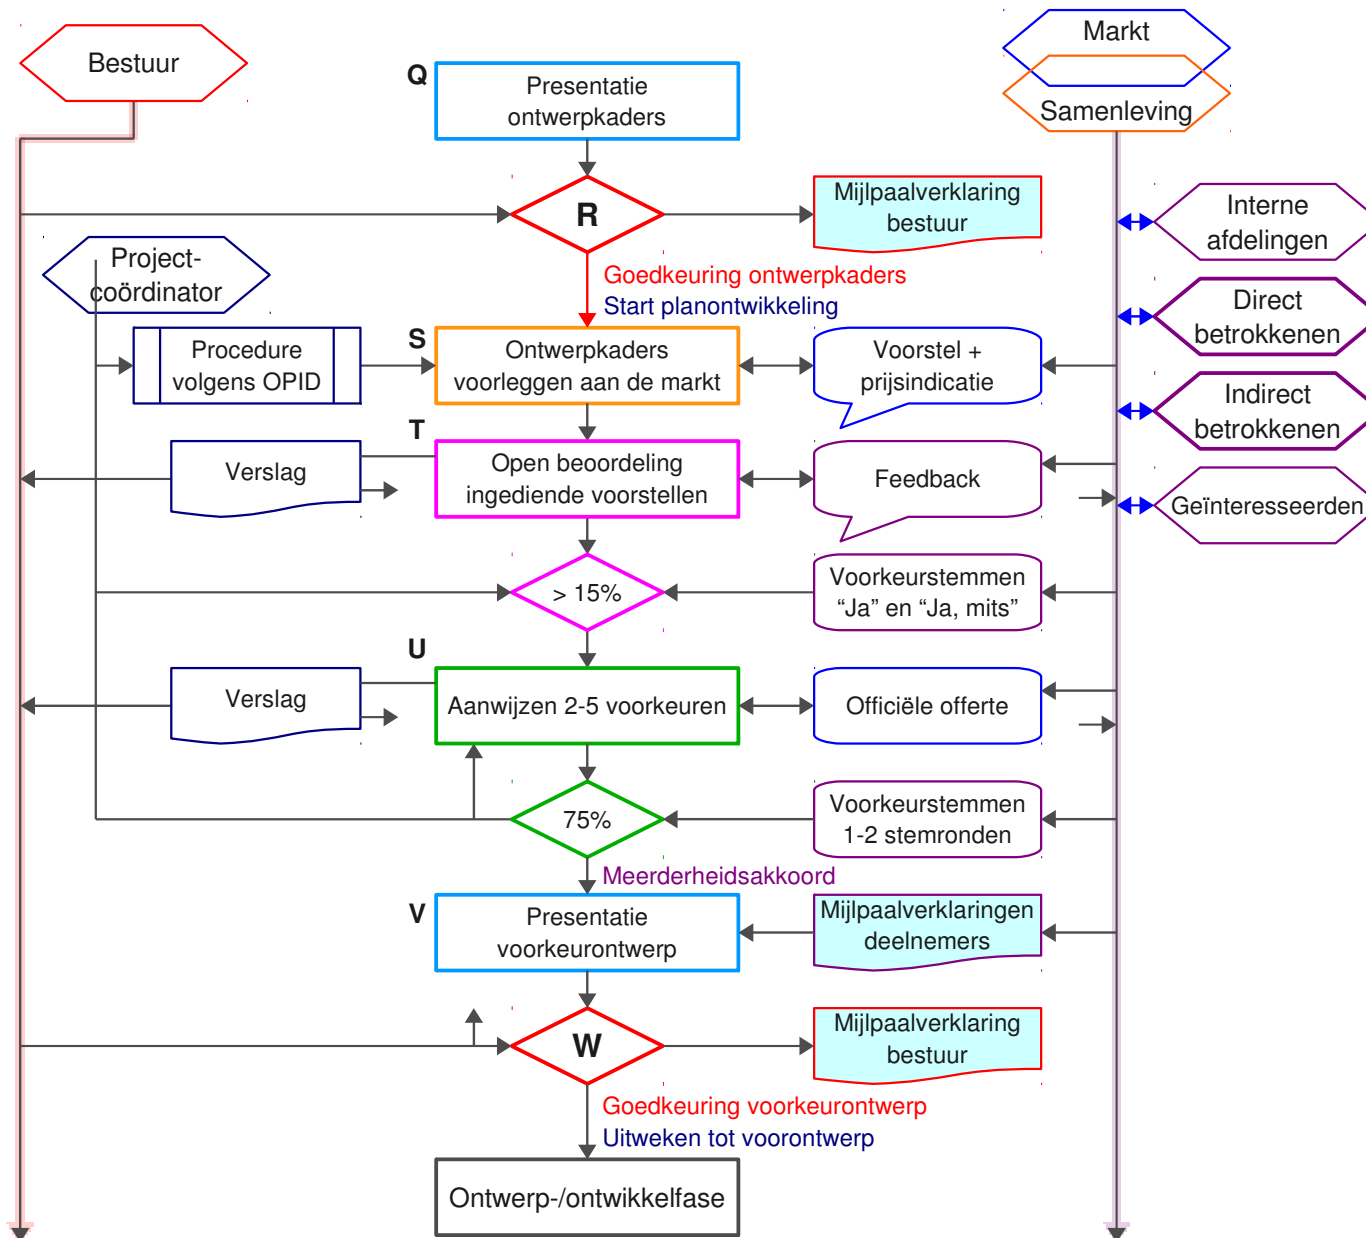 Bestuur
Markt
Samenleving
Q
Presentatie
ontwerpkaders
R
Mijlpaalverklaring
bestuur
Interne
afdelingen
Project-
coördinator
Goedkeuring ontwerpkaders
Start planontwikkeling
Direct
betrokkenen
S
Procedure
volgens OPID
Ontwerpkaders
voorleggen aan de markt
Voorstel +
prijsindicatie
Indirect
betrokkenen
T
Verslag
Open beoordeling
ingediende voorstellen
Feedback
Geïnteresseerden
> 15%
Voorkeurstemmen
“Ja” en “Ja, mits”
U
Verslag
Aanwijzen 2-5 voorkeuren
Officiële offerte
75%
Voorkeurstemmen
1-2 stemronden
Meerderheidsakkoord
V
Presentatie
voorkeurontwerp
Mijlpaalverklaringen
deelnemers
W
Mijlpaalverklaring
bestuur
Goedkeuring voorkeurontwerp
Uitweken tot voorontwerp
Ontwerp-/ontwikkelfase